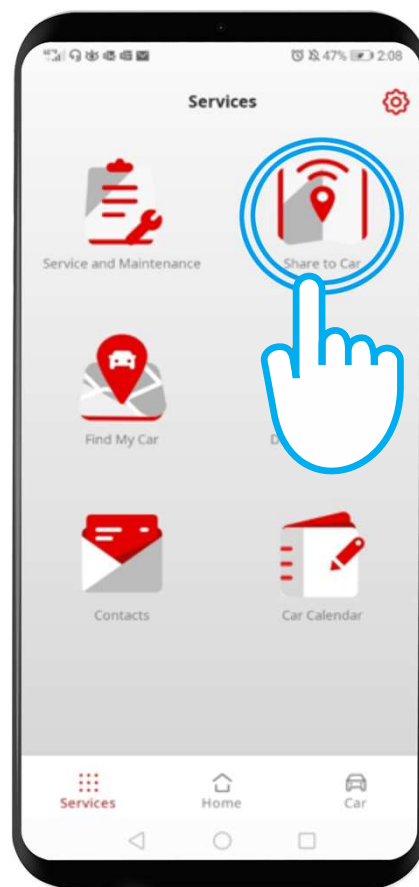 47% 2:08
Services
Service and Maintenance
Share to Car
Find My Car
Contacts
Car Calendar
Services
Home
Car